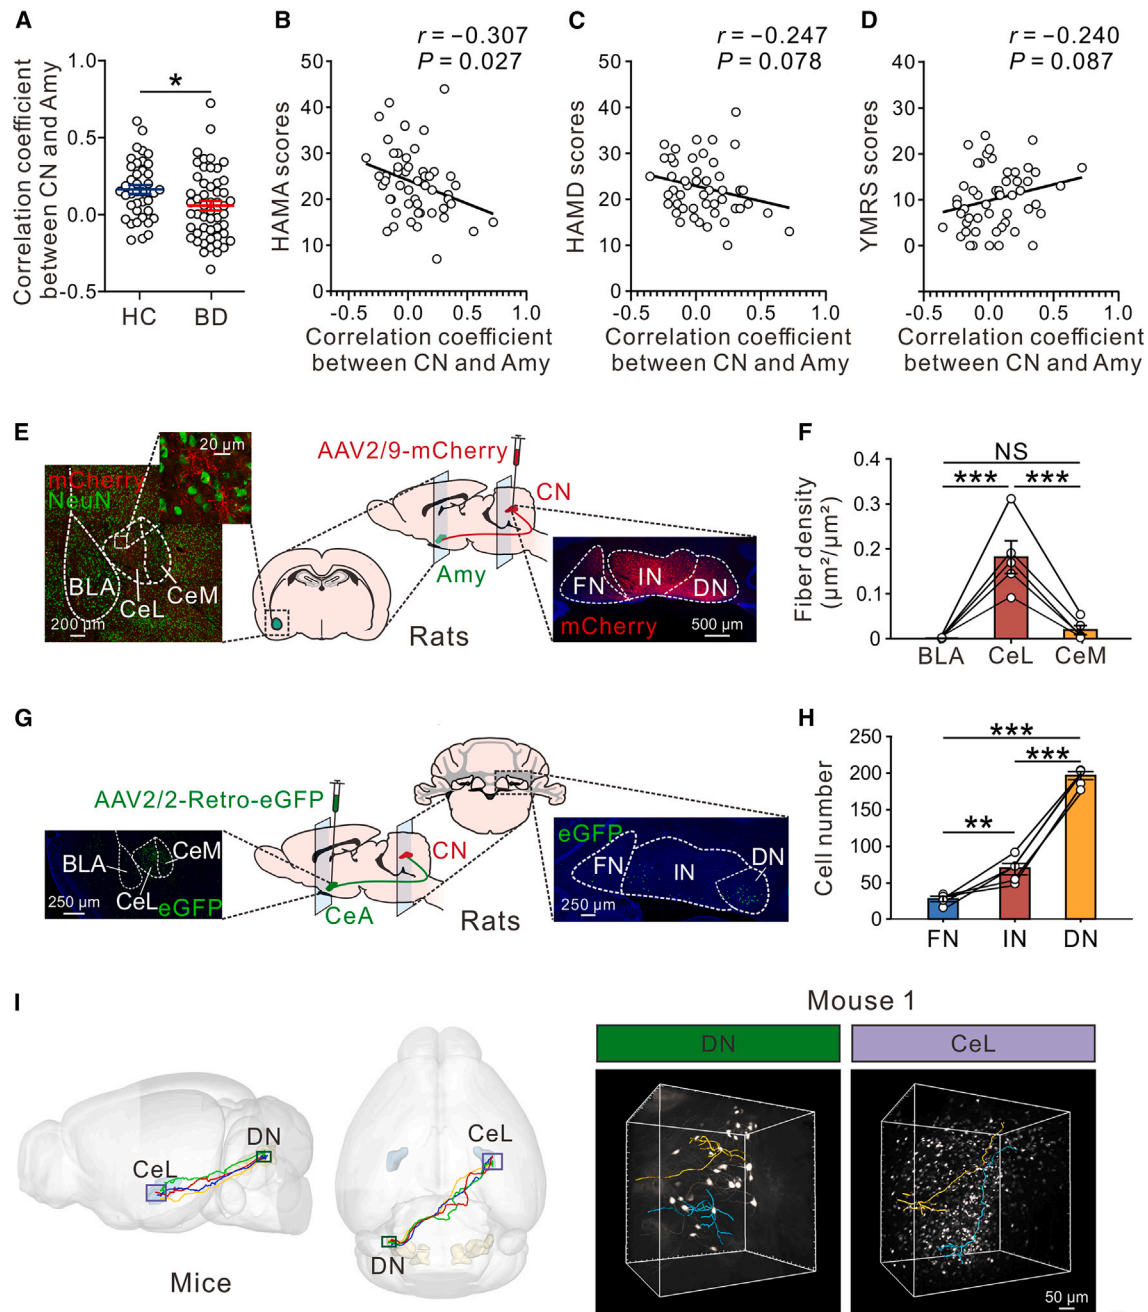 A
Correlation coefficient
between CN and Amy
1.0
0.5
0.0
-0.5
*
HC
BD
B
r = −0.307
P = 0.027
HAMA scores
50
40
30
20
10
0
-0.5
0.0
0.5
1.0
Correlation coefficient
between CN and Amy
C
r = −0.247
P = 0.078
HAMD scores
50
40
30
20
10
0
-0.5
0.0
0.5
1.0
Correlation coefficient
between CN and Amy
D
r = −0.240
P = 0.087
YMRS scores
40
30
20
10
0
-0.5
0.0
0.5
1.0
Correlation coefficient
between CN and Amy
E
20 µm
mCherry
NeuN
BLA
CeL
CeM
200 µm
AAV2/9-mCherry
CN
Amy
Rats
FN
IN
DN
mCherry
500 µm
F
Fiber density
(µm²/µm²)
0.4
0.3
0.2
0.1
0
NS
***
***
BLA
CeL
CeM
G
AAV2/2-Retro-eGFP
BLA
CeM
CeL
eGFP
250 µm
CN
CeA
Rats
eGFP
FN
IN
DN
250 µm
H
Cell number
250
200
150
100
50
0
***
***
**
FN
IN
DN
I
DN
CeL
Mice
CeL
DN
Mouse 1
DN
CeL
50 µm